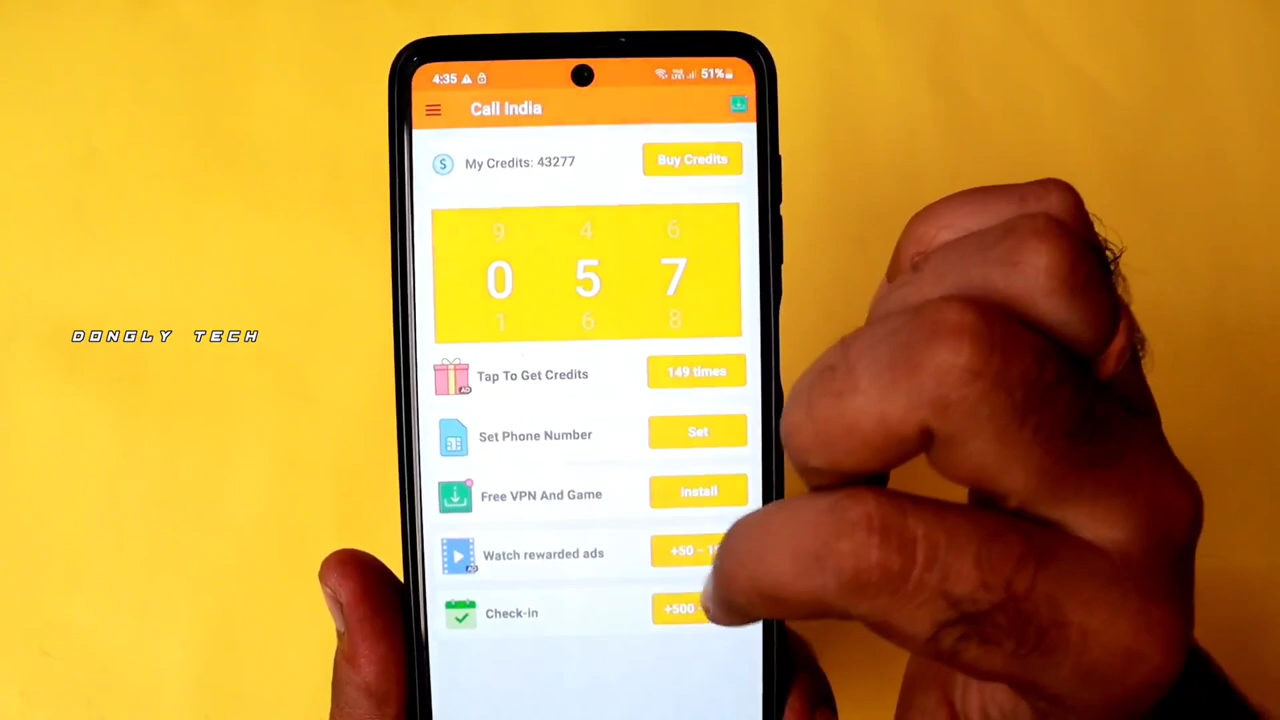 4:35 51%
Call India
My Credits: 43277 Buy Credits
9 4 6
0 5 7
1 6 8
Tap To Get Credits 149 times
AD
Set Phone Number Set
Free VPN And Game Install
Watch rewarded ads +50 ~
AD
Check-in +500
DONGLY TECH